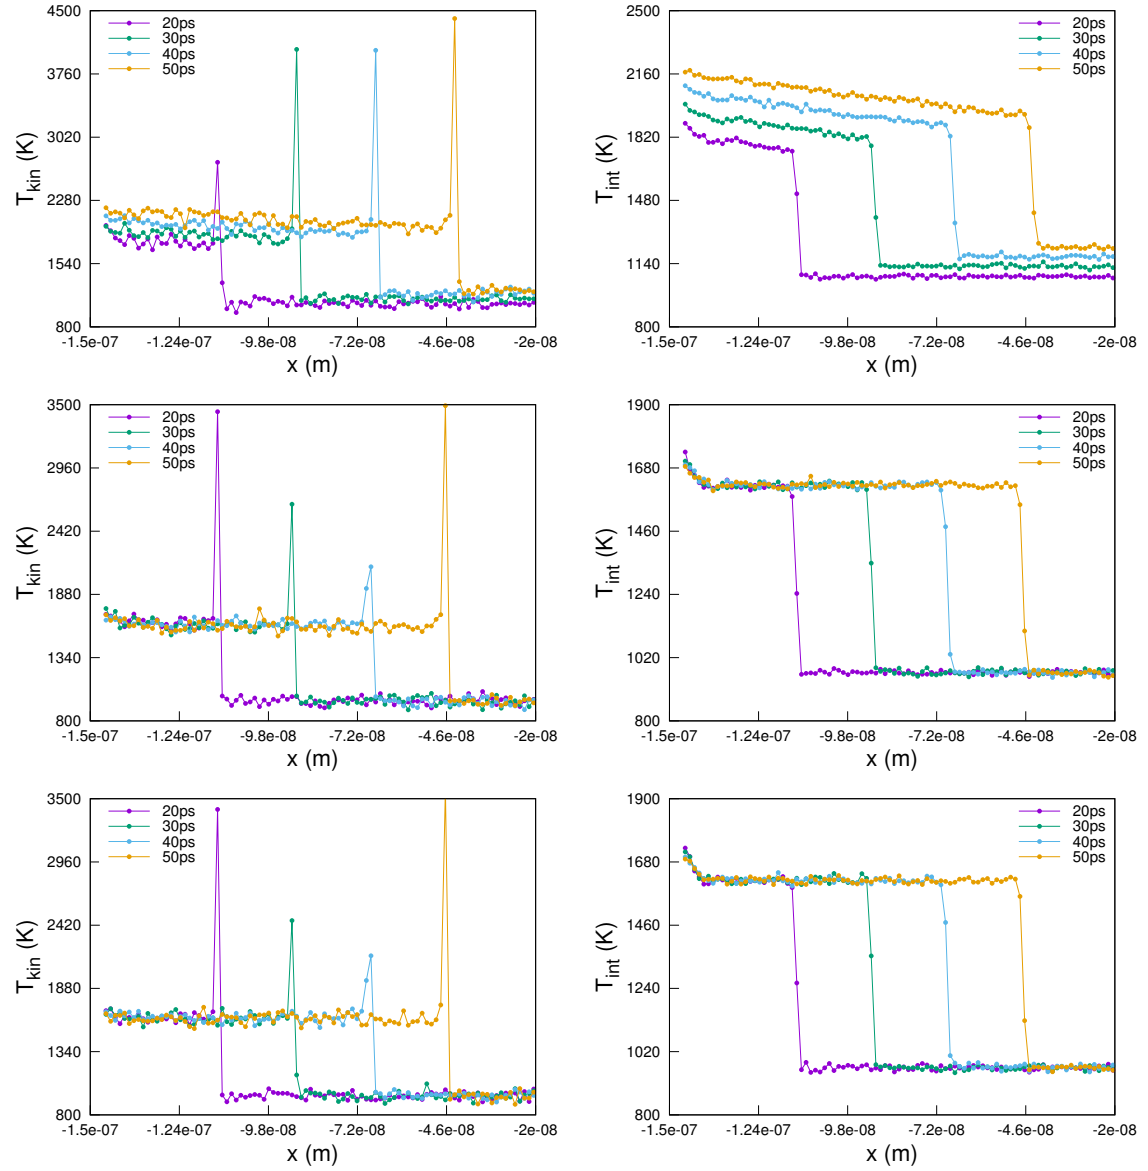 4500
3760
3020
2280
1540
800
T_kin (K)
20ps
30ps
40ps
50ps
-1.5e-07 -1.24e-07 -9.8e-08 -7.2e-08 -4.6e-08 -2e-08
x (m)
2500
2160
1820
1480
1140
800
T_int (K)
20ps
30ps
40ps
50ps
-1.5e-07 -1.24e-07 -9.8e-08 -7.2e-08 -4.6e-08 -2e-08
x (m)
3500
2960
2420
1880
1340
800
T_kin (K)
20ps
30ps
40ps
50ps
-1.5e-07 -1.24e-07 -9.8e-08 -7.2e-08 -4.6e-08 -2e-08
x (m)
1900
1680
1460
1240
1020
800
T_int (K)
20ps
30ps
40ps
50ps
-1.5e-07 -1.24e-07 -9.8e-08 -7.2e-08 -4.6e-08 -2e-08
x (m)
3500
2960
2420
1880
1340
800
T_kin (K)
20ps
30ps
40ps
50ps
-1.5e-07 -1.24e-07 -9.8e-08 -7.2e-08 -4.6e-08 -2e-08
x (m)
1900
1680
1460
1240
1020
800
T_int (K)
20ps
30ps
40ps
50ps
-1.5e-07 -1.24e-07 -9.8e-08 -7.2e-08 -4.6e-08 -2e-08
x (m)